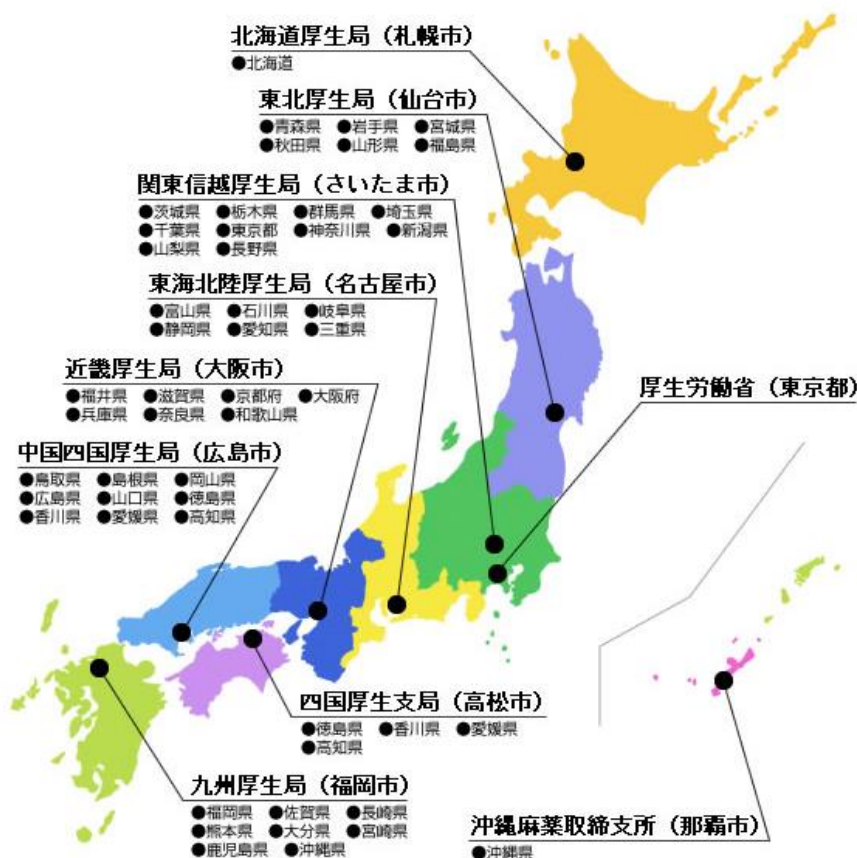 北海道厚生局（札幌市）
●北海道
東北厚生局（仙台市）
●青森県 ●岩手県 ●宮城県
●秋田県 ●山形県 ●福島県
関東信越厚生局（さいたま市）
●茨城県 ●栃木県 ●群馬県 ●埼玉県
●千葉県 ●東京都 ●神奈川県 ●新潟県
●山梨県 ●長野県
東海北陸厚生局（名古屋市）
●富山県 ●石川県 ●岐阜県
●静岡県 ●愛知県 ●三重県
近畿厚生局（大阪市）
●福井県 ●滋賀県 ●京都府 ●大阪府
●兵庫県 ●奈良県 ●和歌山県
厚生労働省（東京都）
中国四国厚生局（広島市）
●鳥取県 ●島根県 ●岡山県
●広島県 ●山口県 ●徳島県
●香川県 ●愛媛県 ●高知県
四国厚生支局（高松市）
●徳島県 ●香川県 ●愛媛県
●高知県
九州厚生局（福岡市）
●福岡県 ●佐賀県 ●長崎県
●熊本県 ●大分県 ●宮崎県
●鹿児島県 ●沖縄県
沖縄麻薬取締支所（那覇市）
●沖縄県